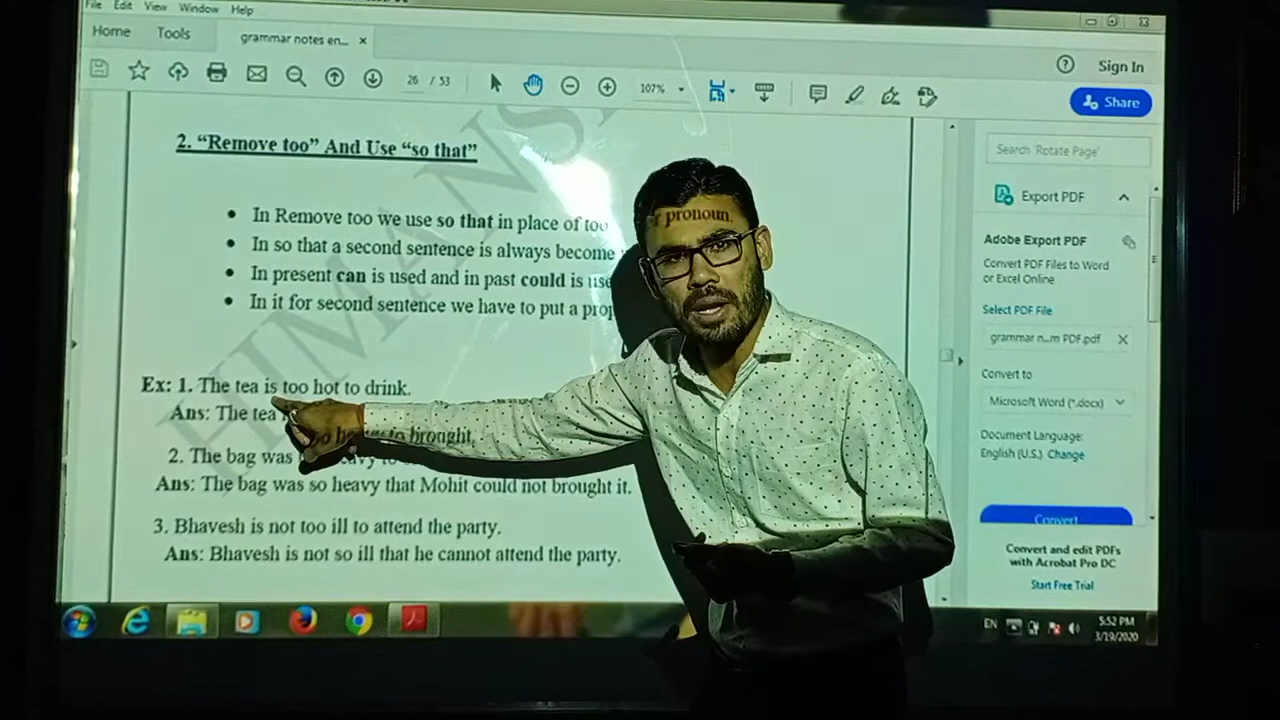 File Edit View Window Help
Home Tools grammar notes en... ×
26 / 53 107% Sign In
Share
2. “Remove too” And Use “so that”
In Remove too we use so that in place of too
In so that a second sentence is always become
In present can is used and in past could is use
In it for second sentence we have to put a prop
r pronoun.
Ex: 1. The tea is too hot to drink.
Ans: The tea
to brought.
2. The bag was
Ans: The bag was so heavy that Mohit could not brought it.
3. Bhavesh is not too ill to attend the party.
Ans: Bhavesh is not so ill that he cannot attend the party.
HIMANS
Search 'Rotate Page'
Export PDF
Adobe Export PDF
Convert PDF Files to Word
or Excel Online
Select PDF File
grammar n...m PDF.pdf
Convert to
Microsoft Word (*.docx)
Document Language:
English (U.S.) Change
Convert
Convert and edit PDFs
with Acrobat Pro DC
Start Free Trial
EN 5:52 PM
3/19/2020